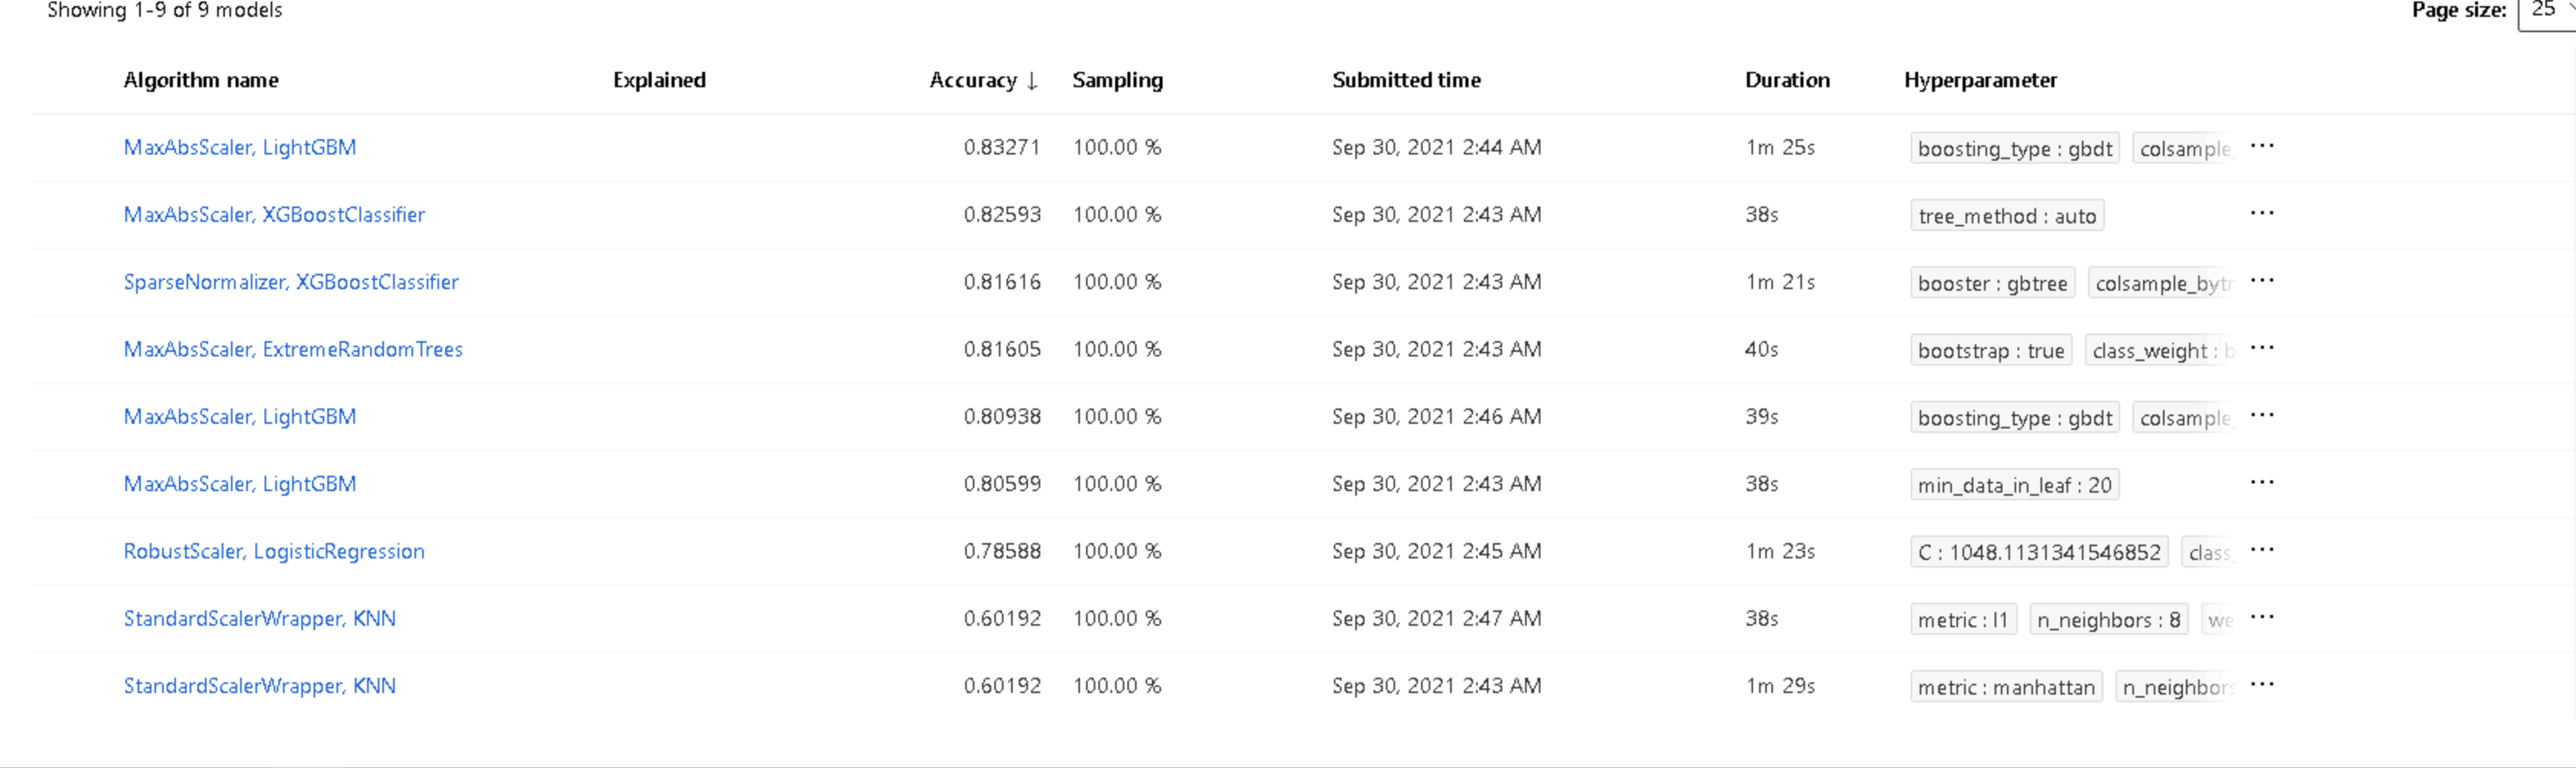 Showing 1-9 of 9 models Page size: 25
Algorithm name Explained Accuracy ↓ Sampling Submitted time Duration Hyperparameter
MaxAbsScaler, LightGBM 0.83271 100.00 % Sep 30, 2021 2:44 AM 1m 25s boosting_type : gbdt colsample_ ...
MaxAbsScaler, XGBoostClassifier 0.82593 100.00 % Sep 30, 2021 2:43 AM 38s tree_method : auto ...
SparseNormalizer, XGBoostClassifier 0.81616 100.00 % Sep 30, 2021 2:43 AM 1m 21s booster : gbtree colsample_bytr ...
MaxAbsScaler, ExtremeRandomTrees 0.81605 100.00 % Sep 30, 2021 2:43 AM 40s bootstrap : true class_weight : b ...
MaxAbsScaler, LightGBM 0.80938 100.00 % Sep 30, 2021 2:46 AM 39s boosting_type : gbdt colsample_ ...
MaxAbsScaler, LightGBM 0.80599 100.00 % Sep 30, 2021 2:43 AM 38s min_data_in_leaf : 20 ...
RobustScaler, LogisticRegression 0.78588 100.00 % Sep 30, 2021 2:45 AM 1m 23s C : 1048.1131341546852 class_ ...
StandardScalerWrapper, KNN 0.60192 100.00 % Sep 30, 2021 2:47 AM 38s metric : l1 n_neighbors : 8 we ...
StandardScalerWrapper, KNN 0.60192 100.00 % Sep 30, 2021 2:43 AM 1m 29s metric : manhattan n_neighbors ...